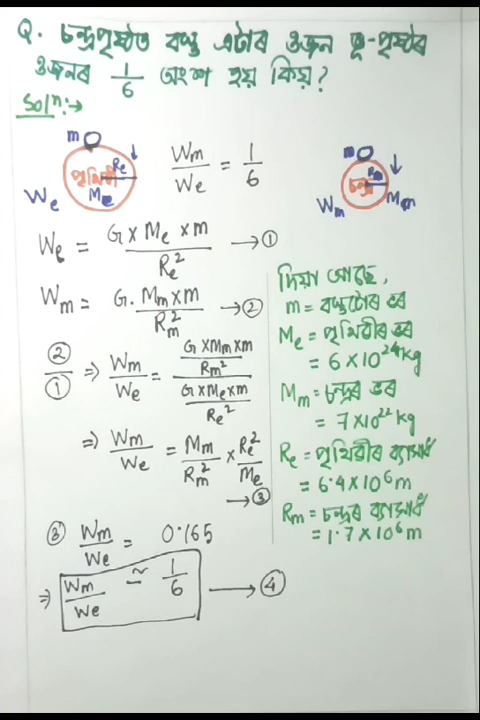 Q. চন্দ্ৰপৃষ্ঠত বস্তু এটাৰ ওজন ভূ-পৃষ্ঠৰ
ওজনৰ 1/6 অংশ হয় কিয়?
Solⁿ:→
m
পৃথিৱী
Re
Me
We
Wm/We = 1/6
m
চন্দ্ৰ
Rm
Mm
Wm
We = G × Me × m / Re² → ①
Wm = G. Mm × m / Rm² → ②
②/① ⇒ Wm/We = (G × Mm × m / Rm²) / (G × Me × m / Re²)
⇒ Wm/We = Mm/Rm² × Re²/Me
→ ③
③ Wm/We = 0.165
⇒ Wm/We ≃ 1/6 → ④
দিয়া আছে,
m = বস্তুটোৰ ভৰ
Me = পৃথিৱীৰ ভৰ
= 6 × 10²⁴ kg
Mm = চন্দ্ৰৰ ভৰ
= 7 × 10²² kg
Re = পৃথিৱীৰ ব্যাসাৰ্ধ
= 6.4 × 10⁶ m
Rm = চন্দ্ৰৰ ব্যাসাৰ্ধ
= 1.7 × 10⁶ m